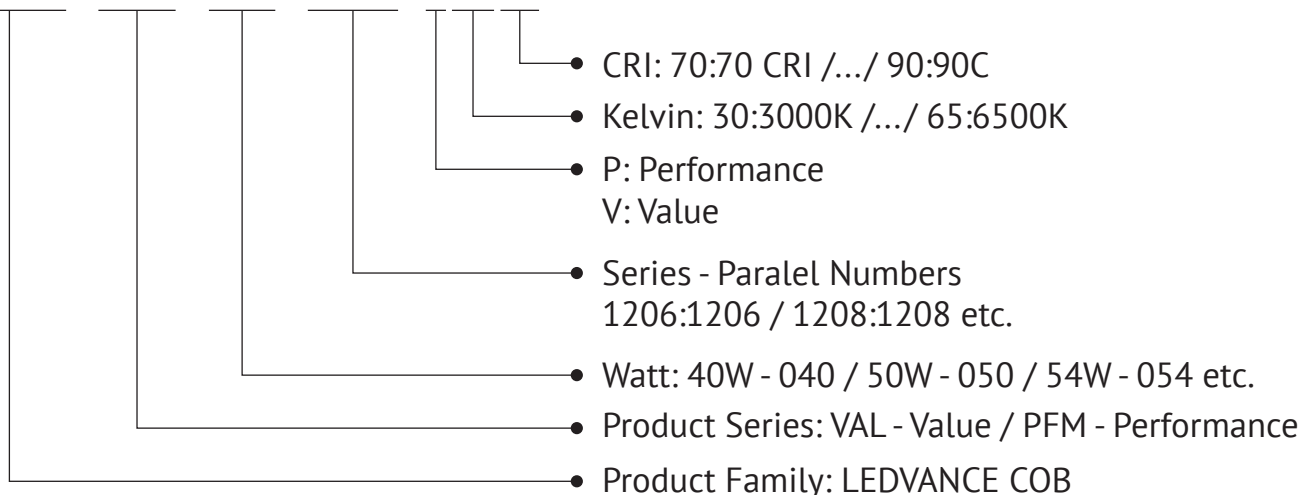 CRI: 70:70 CRI /.../ 90:90C
Kelvin: 30:3000K /.../ 65:6500K
P: Performance
V: Value
Series - Paralel Numbers
1206:1206 / 1208:1208 etc.
Watt: 40W - 040 / 50W - 050 / 54W - 054 etc.
Product Series: VAL - Value / PFM - Performance
Product Family: LEDVANCE COB